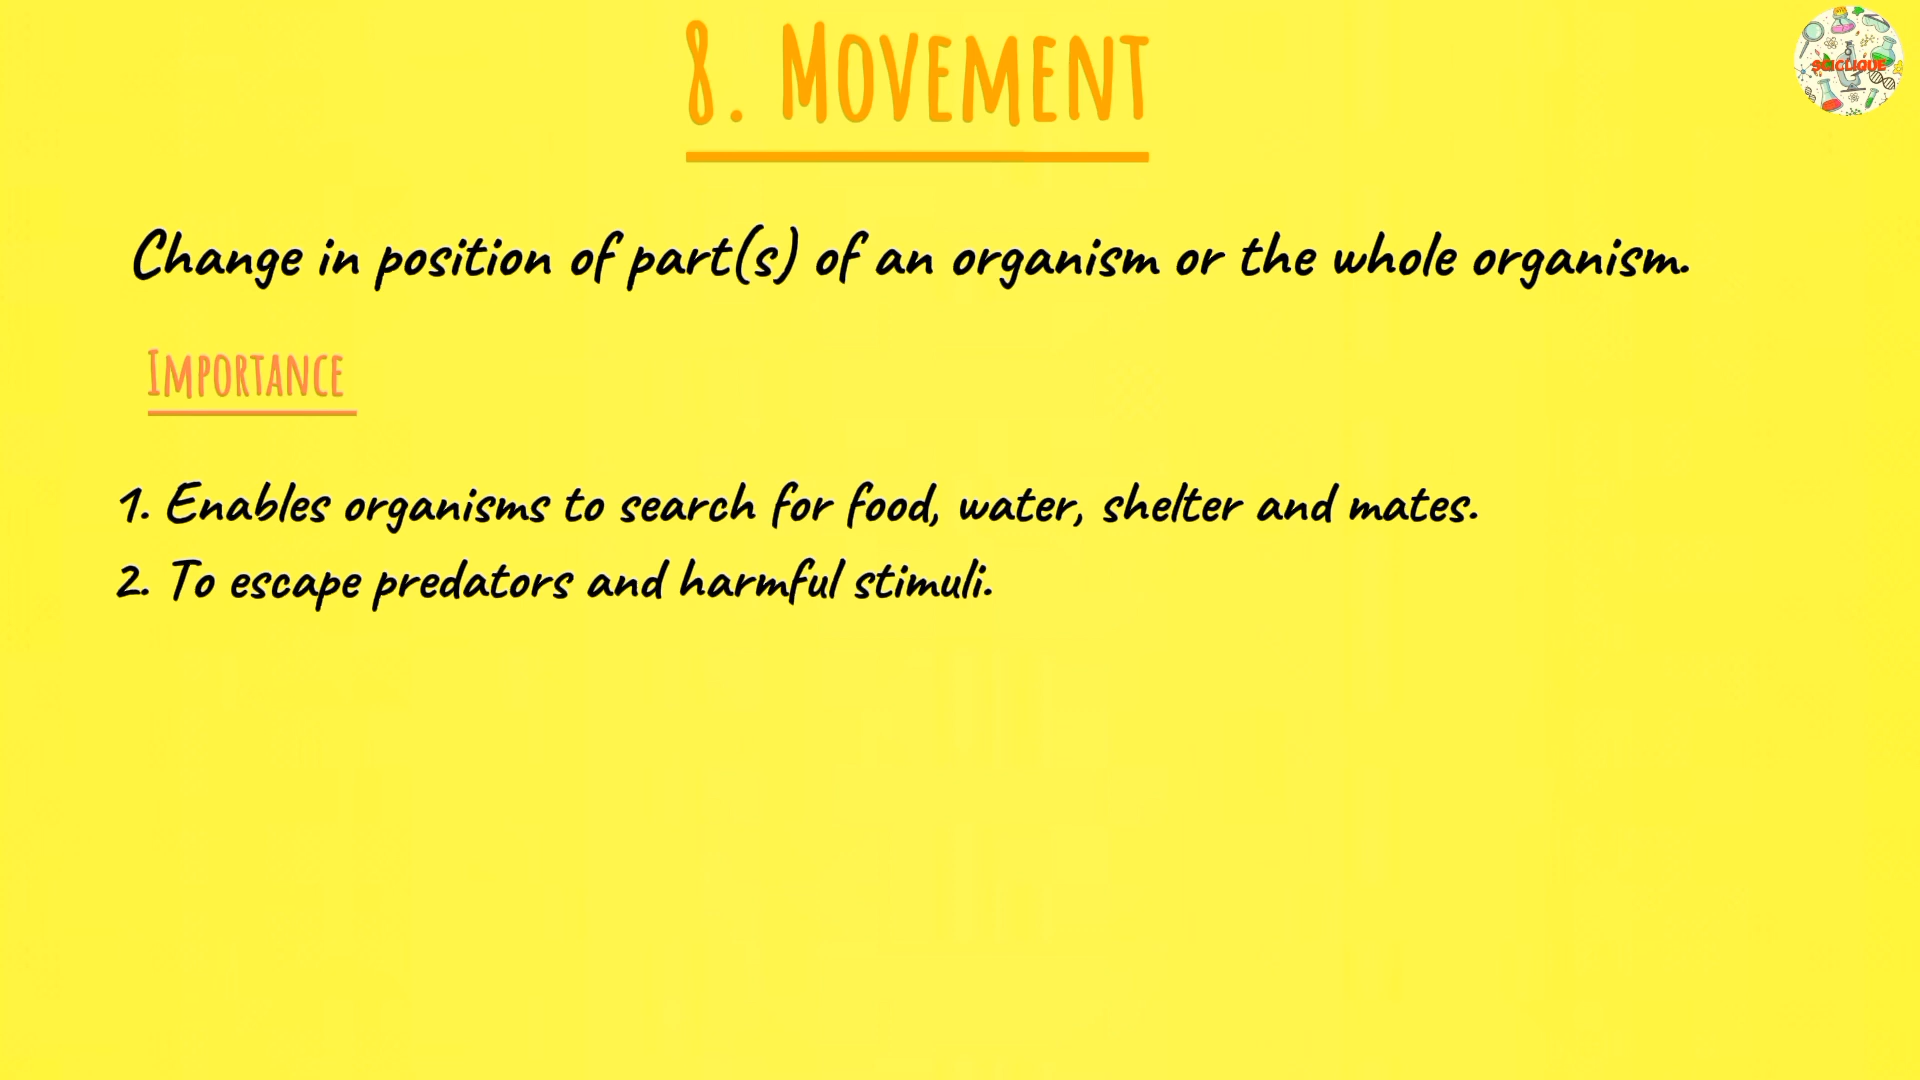 8. MOVEMENT
SCICLIQUE
Change in position of part(s) of an organism or the whole organism.
IMPORTANCE
1. Enables organisms to search for food, water, shelter and mates.
2. To escape predators and harmful stimuli.